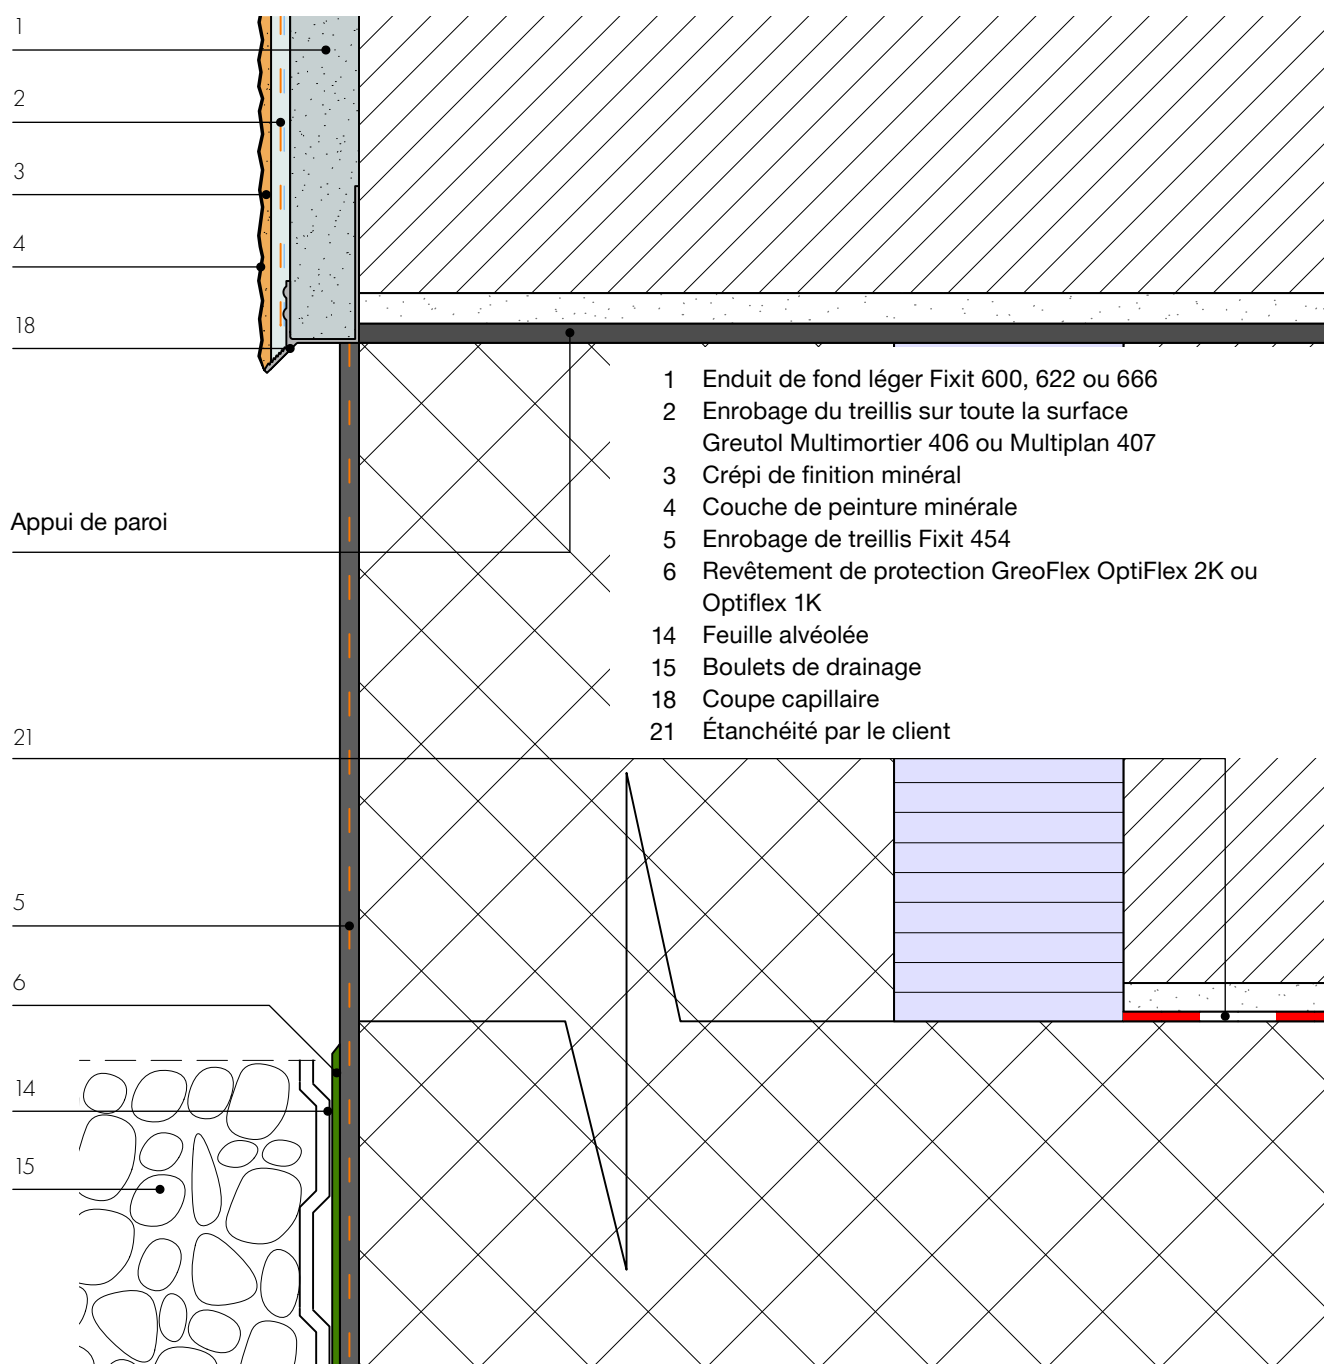 1
2
3
4
18
1 Enduit de fond léger Fixit 600, 622 ou 666
2 Enrobage du treillis sur toute la surface
Greutol Multimortier 406 ou Multiplan 407
3 Crépi de finition minéral
4 Couche de peinture minérale
5 Enrobage de treillis Fixit 454
6 Revêtement de protection GreoFlex OptiFlex 2K ou
Optiflex 1K
14 Feuille alvéolée
15 Boulets de drainage
18 Coupe capillaire
21 Étanchéité par le client
Appui de paroi
21
5
6
14
15